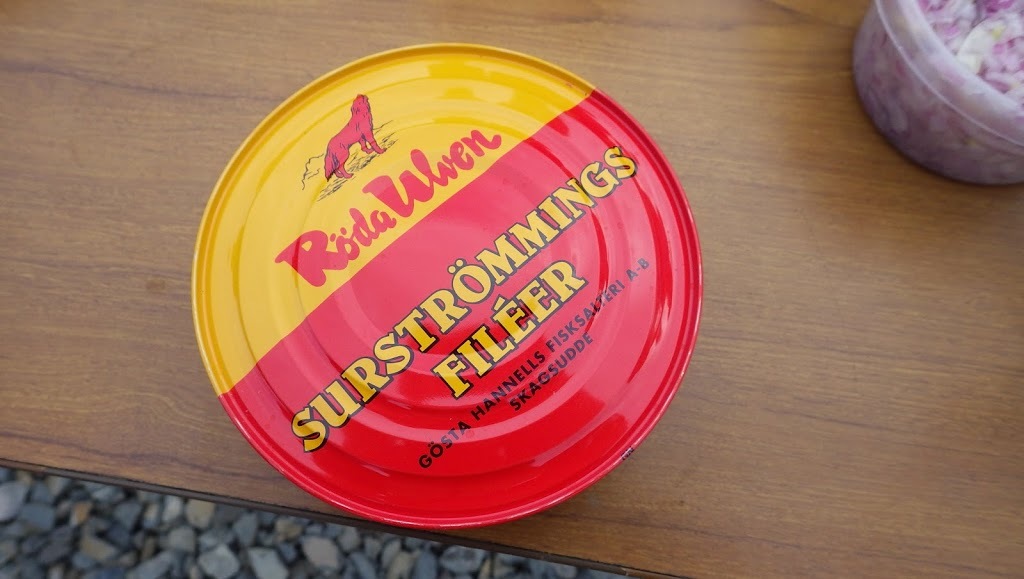 Röda Ulven
SURSTRÖMMINGS
FILÉER
GÖSTA HANNELLS FISKSALTERI A-B
SKAGSUDDE